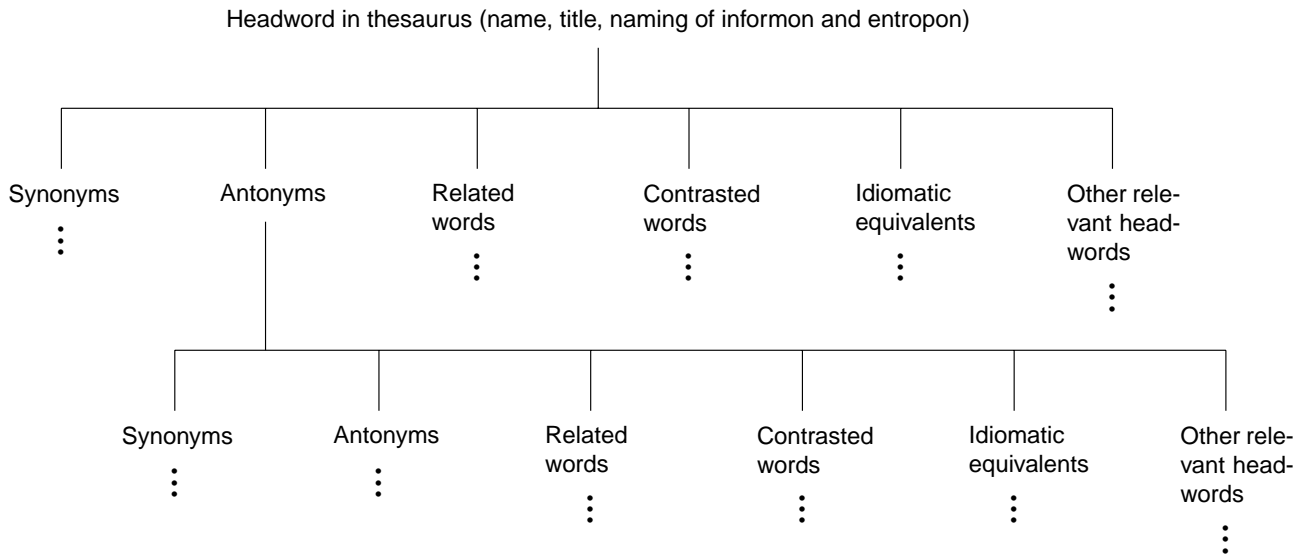 Headword in thesaurus (name, title, naming of informon and entropon)
Synonyms
Antonyms
Related
words
Contrasted
words
Idiomatic
equivalents
Other rele-
vant head-
words
Synonyms
Antonyms
Related
words
Contrasted
words
Idiomatic
equivalents
Other rele-
vant head-
words